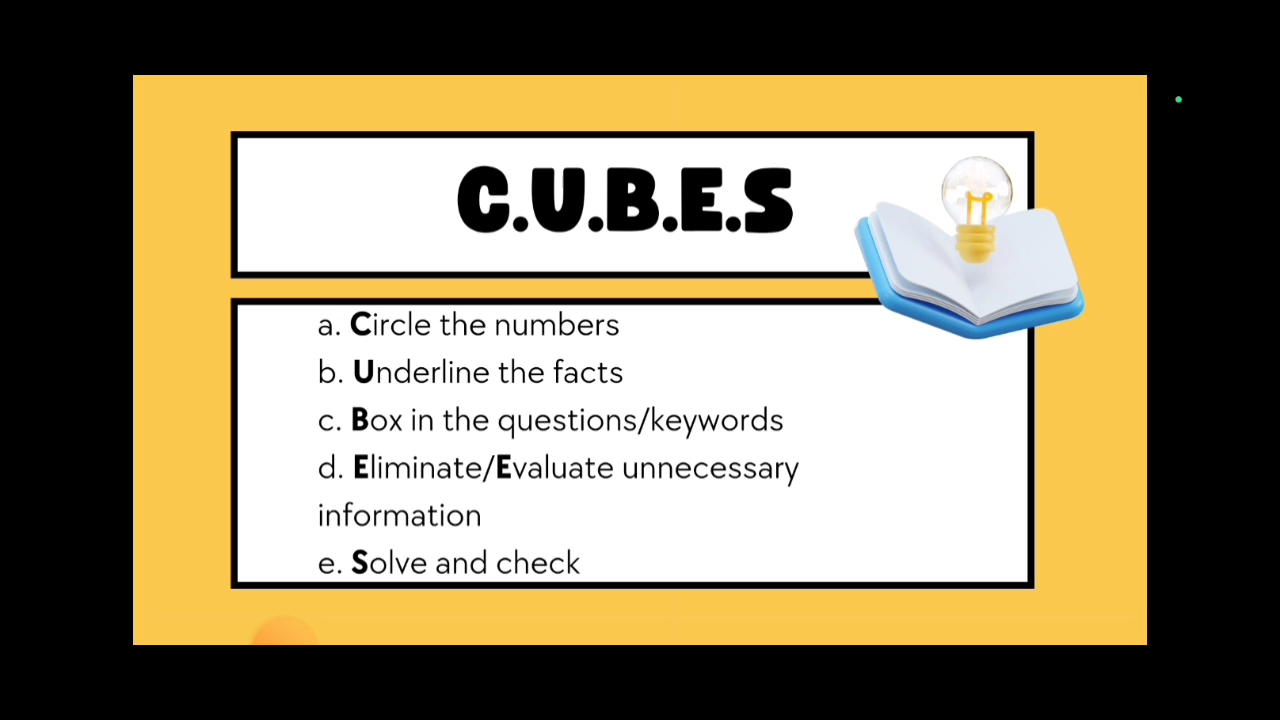 C.U.B.E.S
a. Circle the numbers
b. Underline the facts
c. Box in the questions/keywords
d. Eliminate/Evaluate unnecessary
information
e. Solve and check